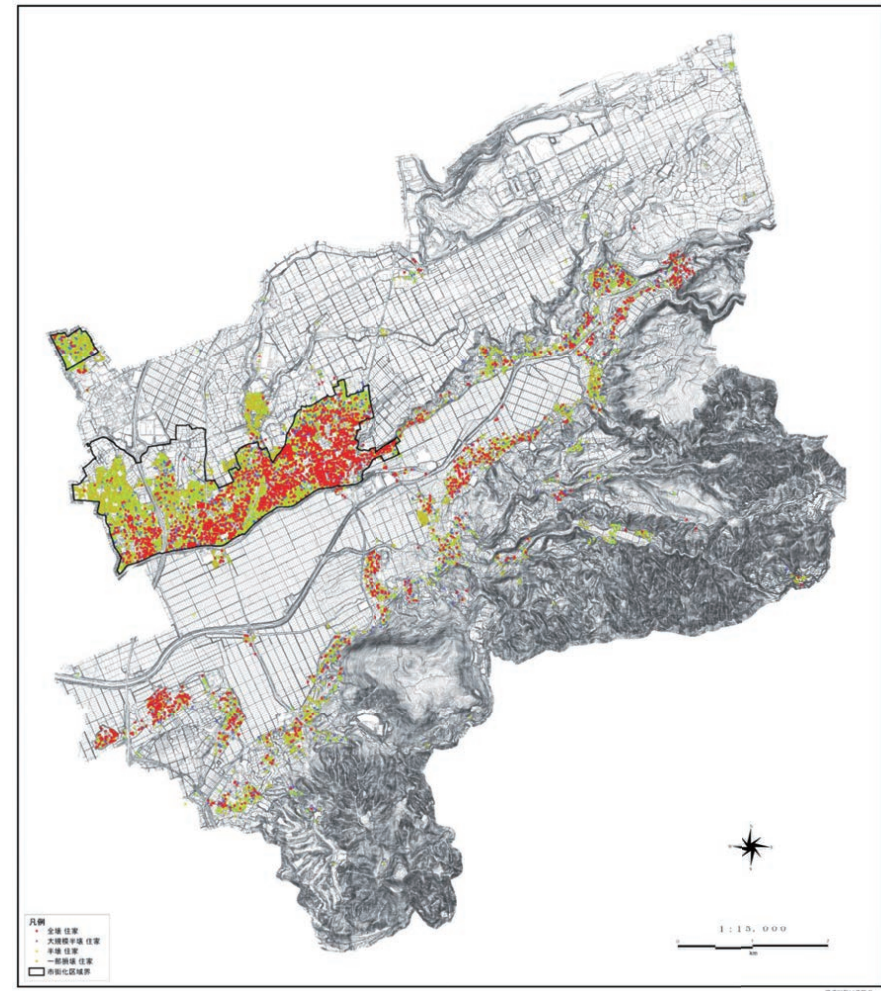 凡例
全壊 住家
大規模半壊 住家
半壊 住家
一部損壊 住家
市街化区域界
1:15,000
km